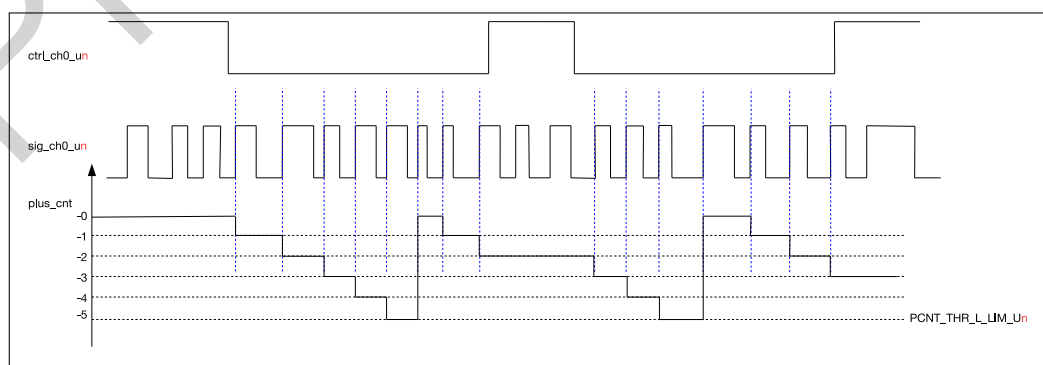 ctrl_ch0_un
sig_ch0_un
plus_cnt
-0
-1
-2
-3
-4
-5
PCNT_THR_L_LIM_Un